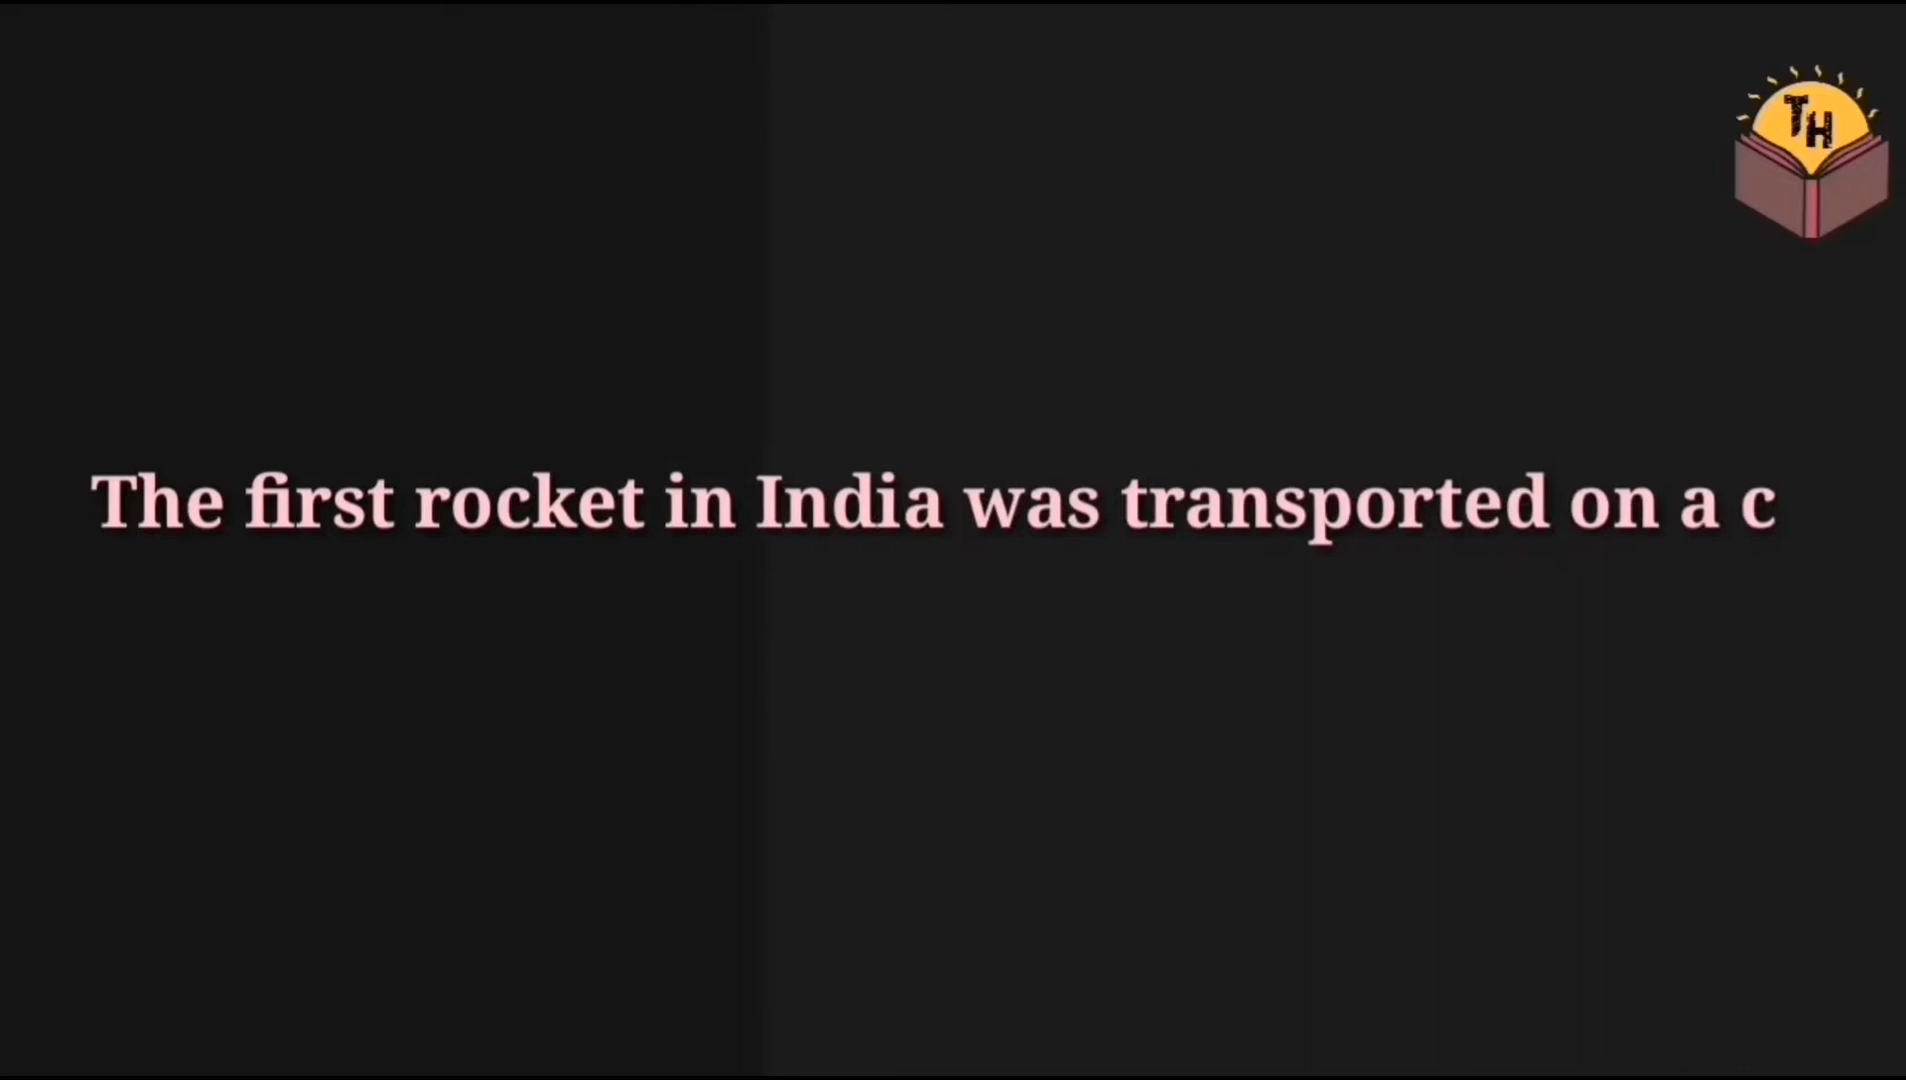 TH
The first rocket in India was transported on a c